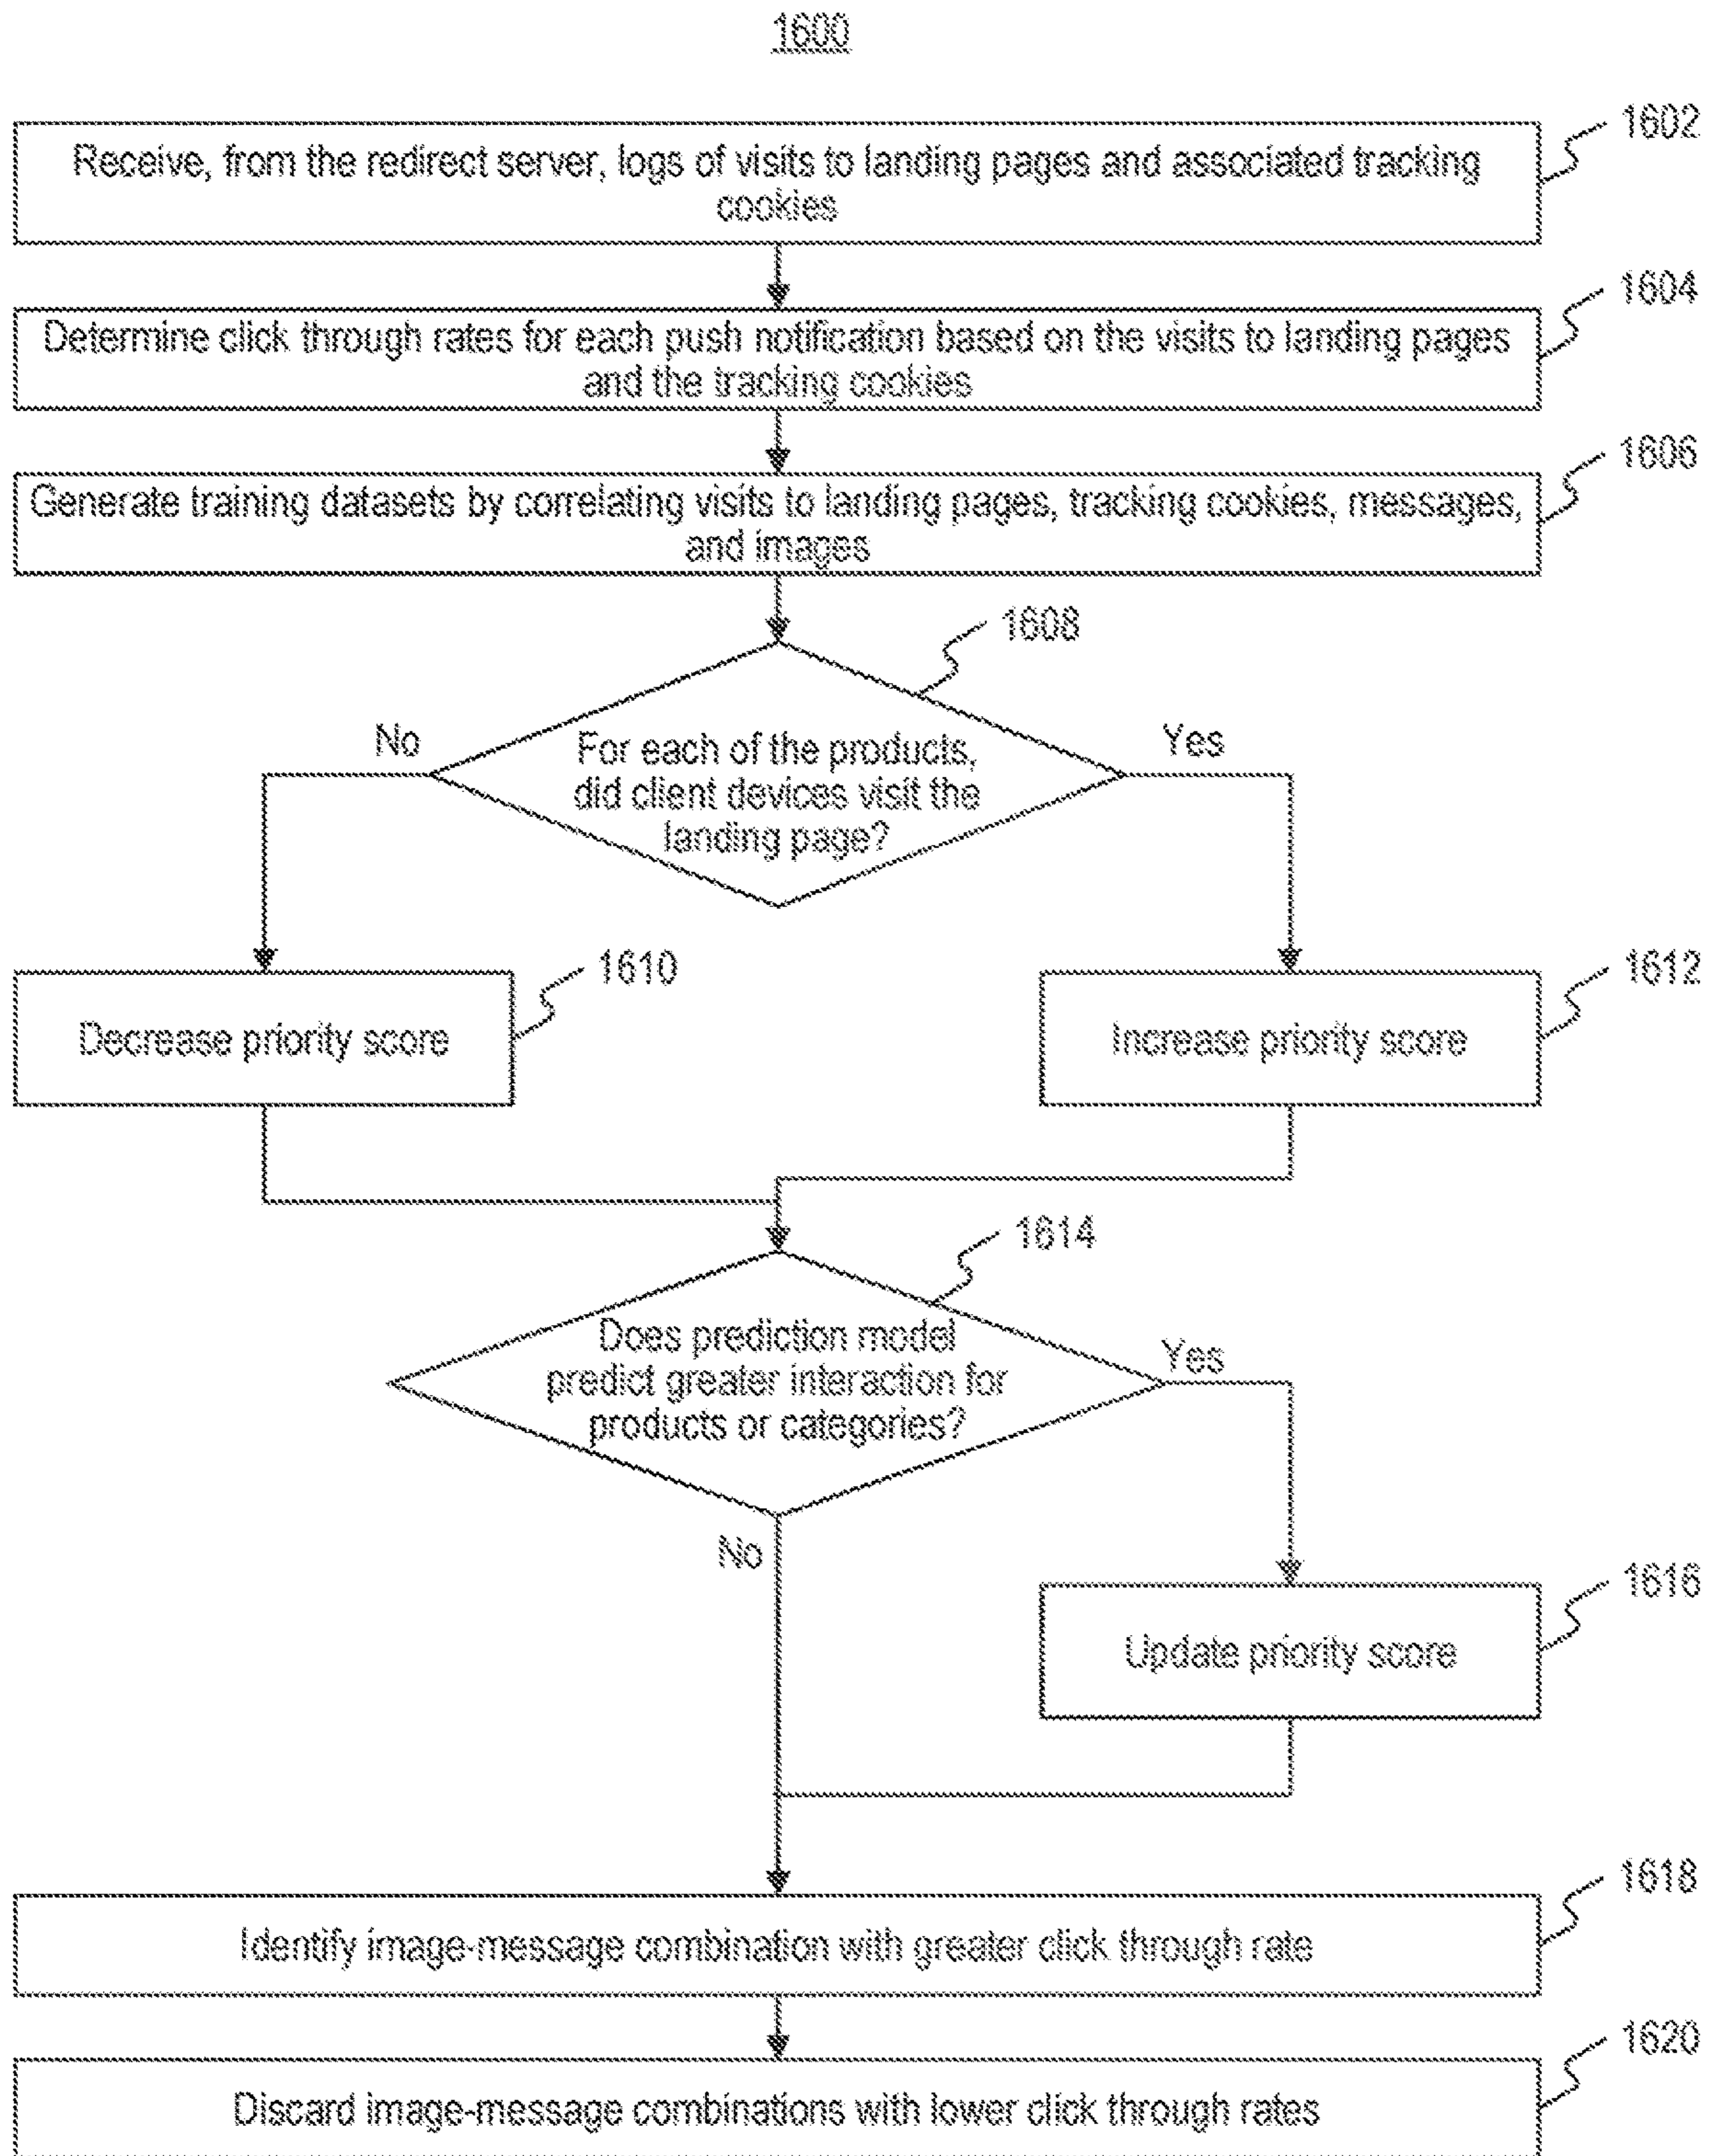 1600
1602
Receive, from the redirect server, logs of visits to landing pages and associated tracking
cookies
1604
Determine click through rates for each push notification based on the visits to landing pages
and the tracking cookies
1606
Generate training datasets by correlating visits to landing pages, tracking cookies, messages,
and images
1608
No
Yes
For each of the products,
did client devices visit the
landing page?
1610
1612
Decrease priority score
Increase priority score
1614
Does prediction model
predict greater interaction for
products or categories?
Yes
No
1616
Update priority score
1618
Identify image-message combination with greater click through rate
1620
Discard image-message combinations with lower click through rates